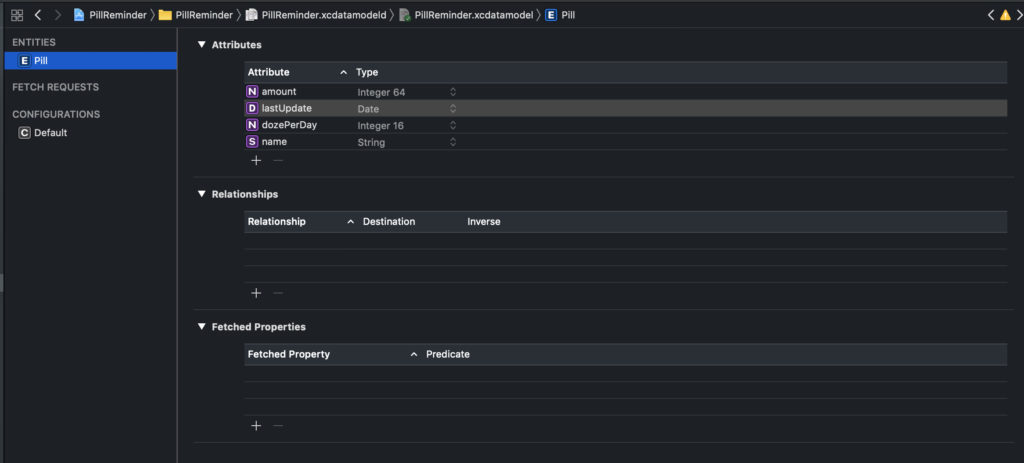 PillReminder PillReminder PillReminder.xcdatamodeld PillReminder.xcdatamodel E Pill
ENTITIES
E Pill
FETCH REQUESTS
CONFIGURATIONS
C Default
Attributes
Attribute Type
N amount Integer 64
D lastUpdate Date
N dozePerDay Integer 16
S name String
Relationships
Relationship Destination Inverse
Fetched Properties
Fetched Property Predicate